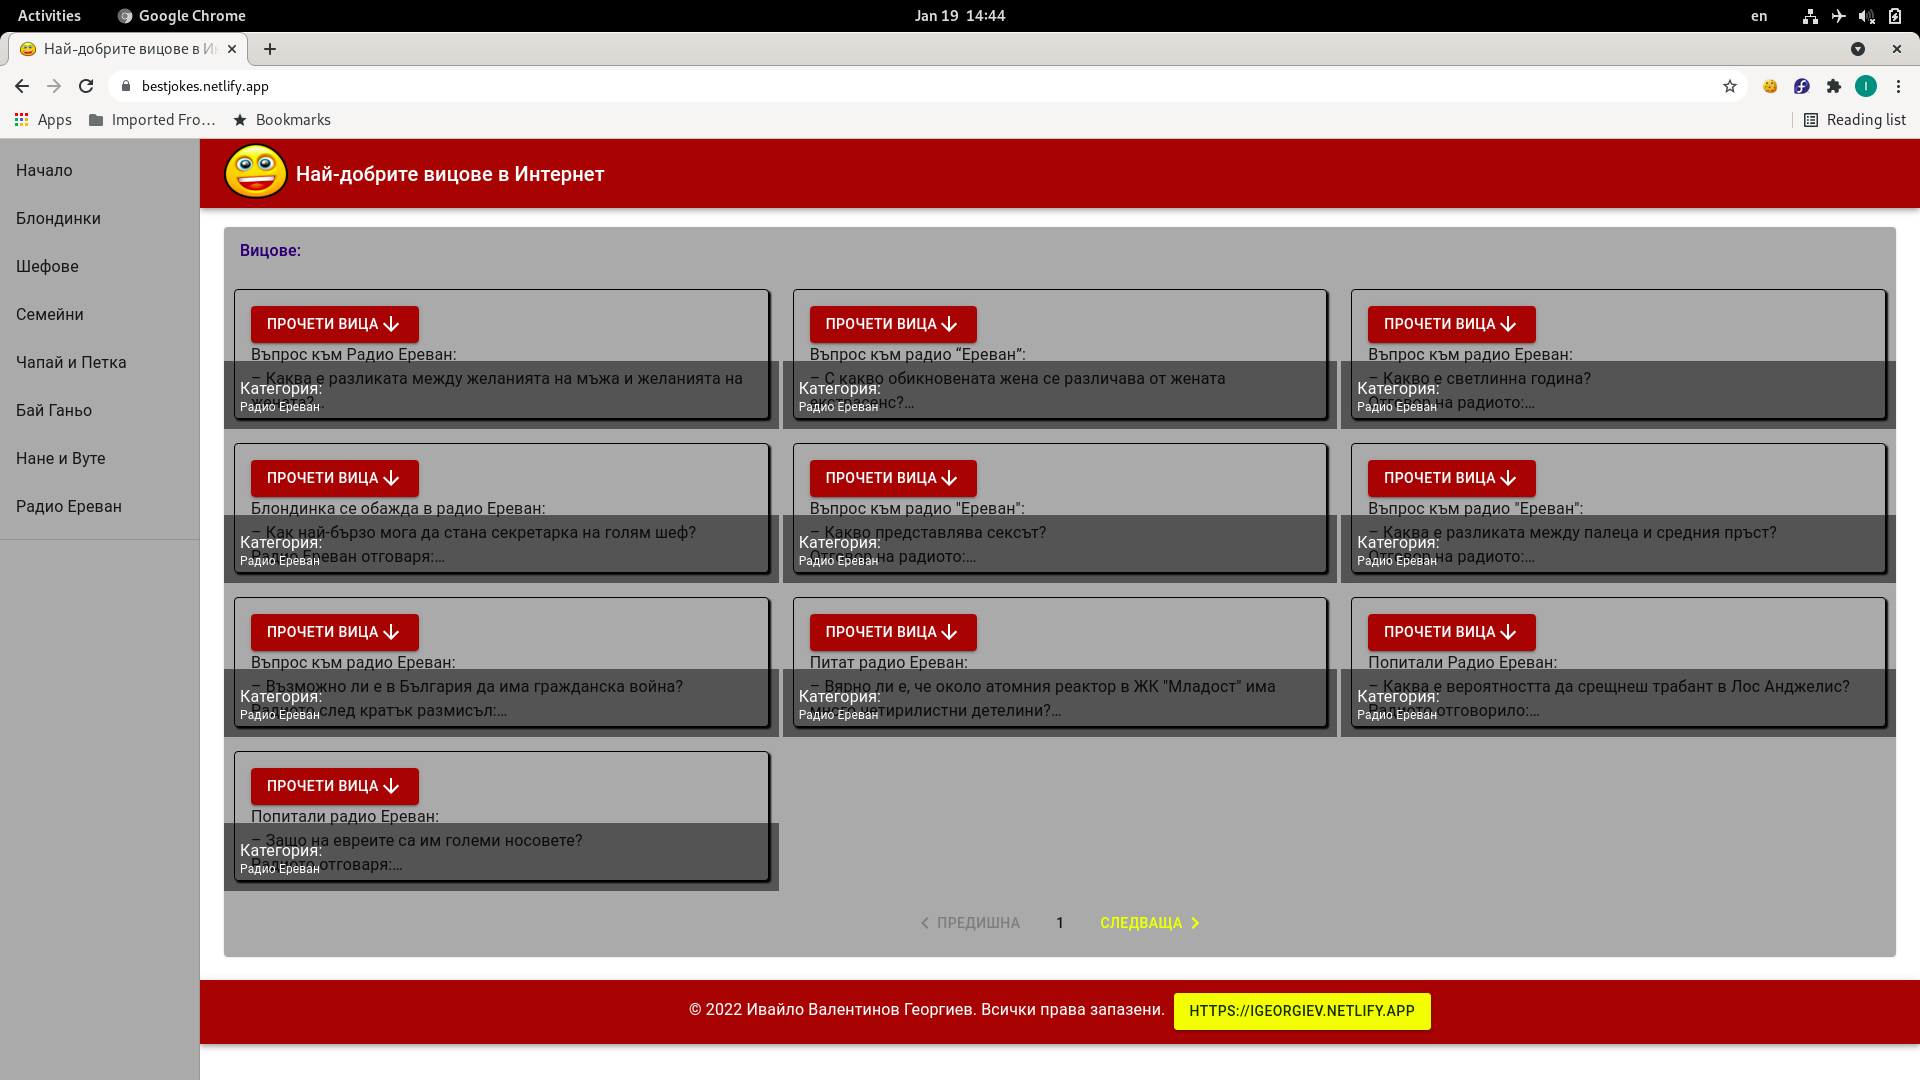 Activities
Google Chrome
Jan 19 14:44
en
Най-добрите вицове в Ин
bestjokes.netlify.app
I
Apps
Imported Fro...
Bookmarks
Reading list
Начало
Блондинки
Шефове
Семейни
Чапай и Петка
Бай Ганьо
Нане и Вуте
Радио Ереван
Най-добрите вицове в Интернет
Вицове:
ПРОЧЕТИ ВИЦА
Въпрос към Радио Ереван:
– Каква е разликата между желанията на мъжа и желанията на
жената?...
Категория:
Радио Ереван
ПРОЧЕТИ ВИЦА
Въпрос към радио “Ереван”:
– С какво обикновената жена се различава от жената
екстрасенс?...
Категория:
Радио Ереван
ПРОЧЕТИ ВИЦА
Въпрос към радио Ереван:
– Какво е светлинна година?
Отговор на радиото:...
Категория:
Радио Ереван
ПРОЧЕТИ ВИЦА
Блондинка се обажда в радио Ереван:
– Как най-бързо мога да стана секретарка на голям шеф?
Радио Ереван отговаря:...
Категория:
Радио Ереван
ПРОЧЕТИ ВИЦА
Въпрос към радио "Ереван":
– Какво представлява сексът?
Отговор на радиото:...
Категория:
Радио Ереван
ПРОЧЕТИ ВИЦА
Въпрос към радио "Ереван":
– Каква е разликата между палеца и средния пръст?
Отговор на радиото:...
Категория:
Радио Ереван
ПРОЧЕТИ ВИЦА
Въпрос към радио Ереван:
– Възможно ли е в България да има гражданска война?
Радиото след кратък размисъл:...
Категория:
Радио Ереван
ПРОЧЕТИ ВИЦА
Питат радио Ереван:
– Вярно ли е, че около атомния реактор в ЖК "Младост" има
много четирилистни детелини?...
Категория:
Радио Ереван
ПРОЧЕТИ ВИЦА
Попитали Радио Ереван:
– Каква е вероятността да срещнеш трабант в Лос Анджелис?
Радиото отговорило:...
Категория:
Радио Ереван
ПРОЧЕТИ ВИЦА
Попитали радио Ереван:
– Защо на евреите са им големи носовете?
Радиото отговаря:...
Категория:
Радио Ереван
ПРЕДИШНА
1
СЛЕДВАЩА
© 2022 Ивайло Валентинов Георгиев. Всички права запазени.
HTTPS://IGEORGIEV.NETLIFY.APP